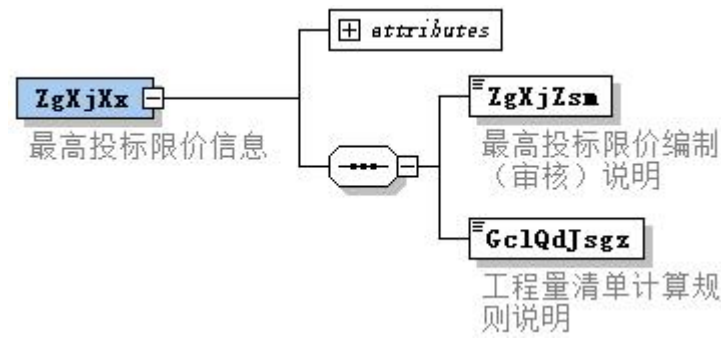 attributes
ZgXjXx
最高投标限价信息
ZgXjZsm
最高投标限价编制
（审核）说明
GclQdJsgz
工程量清单计算规
则说明